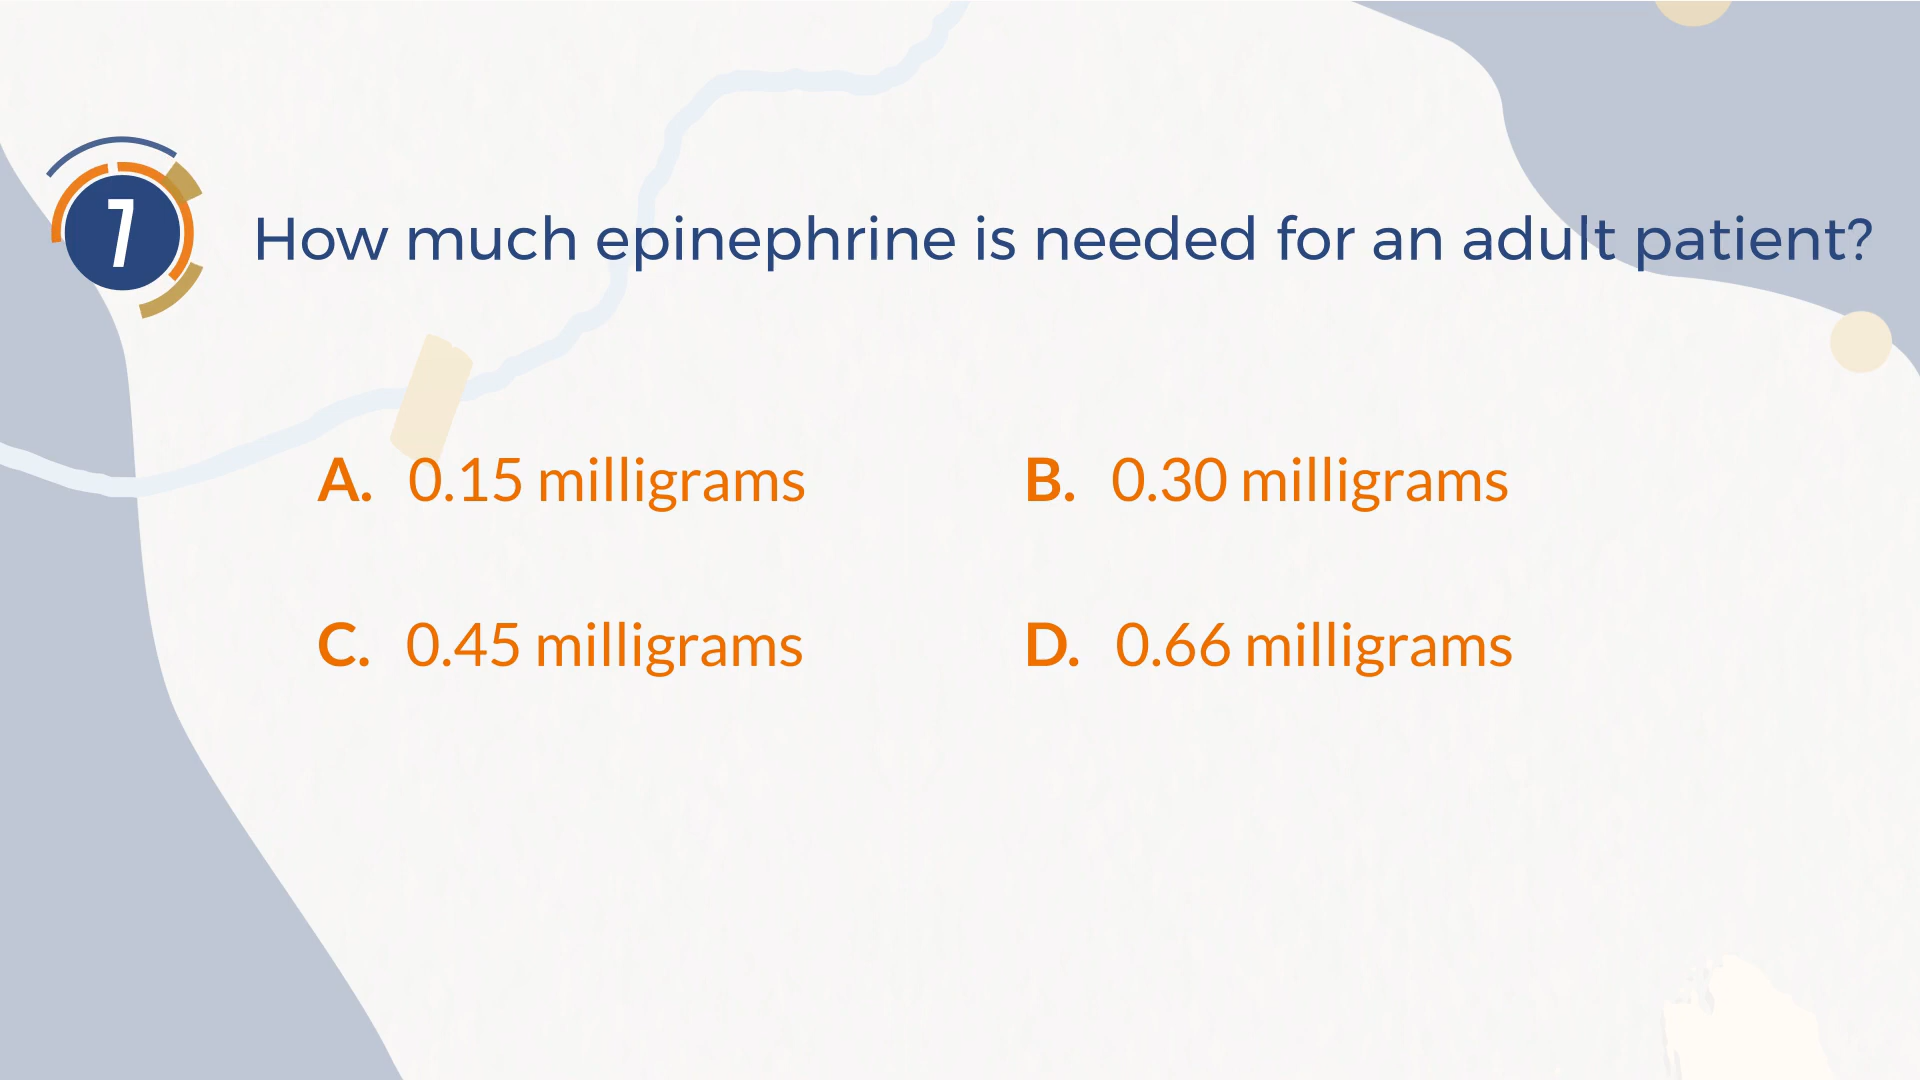 7
How much epinephrine is needed for an adult patient?
A. 0.15 milligrams
B. 0.30 milligrams
C. 0.45 milligrams
D. 0.66 milligrams